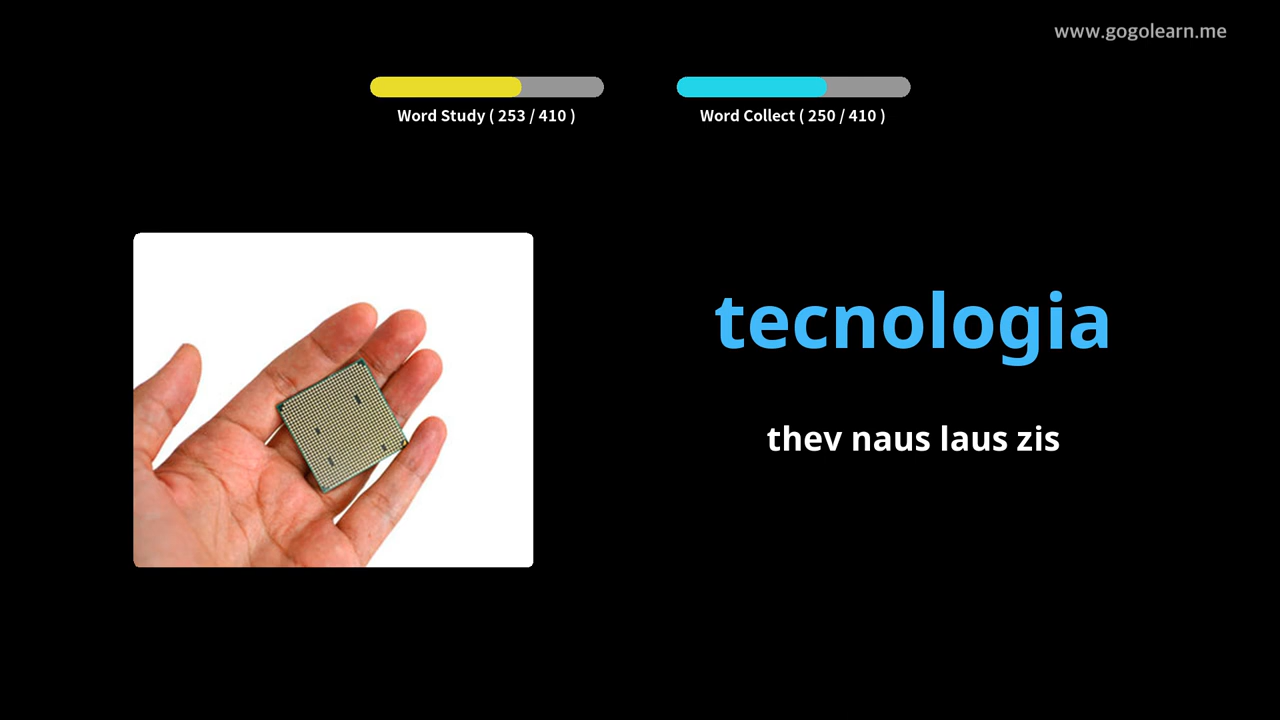 www.gogolearn.me
Word Study ( 253 / 410 )
Word Collect ( 250 / 410 )
tecnologia
thev naus laus zis